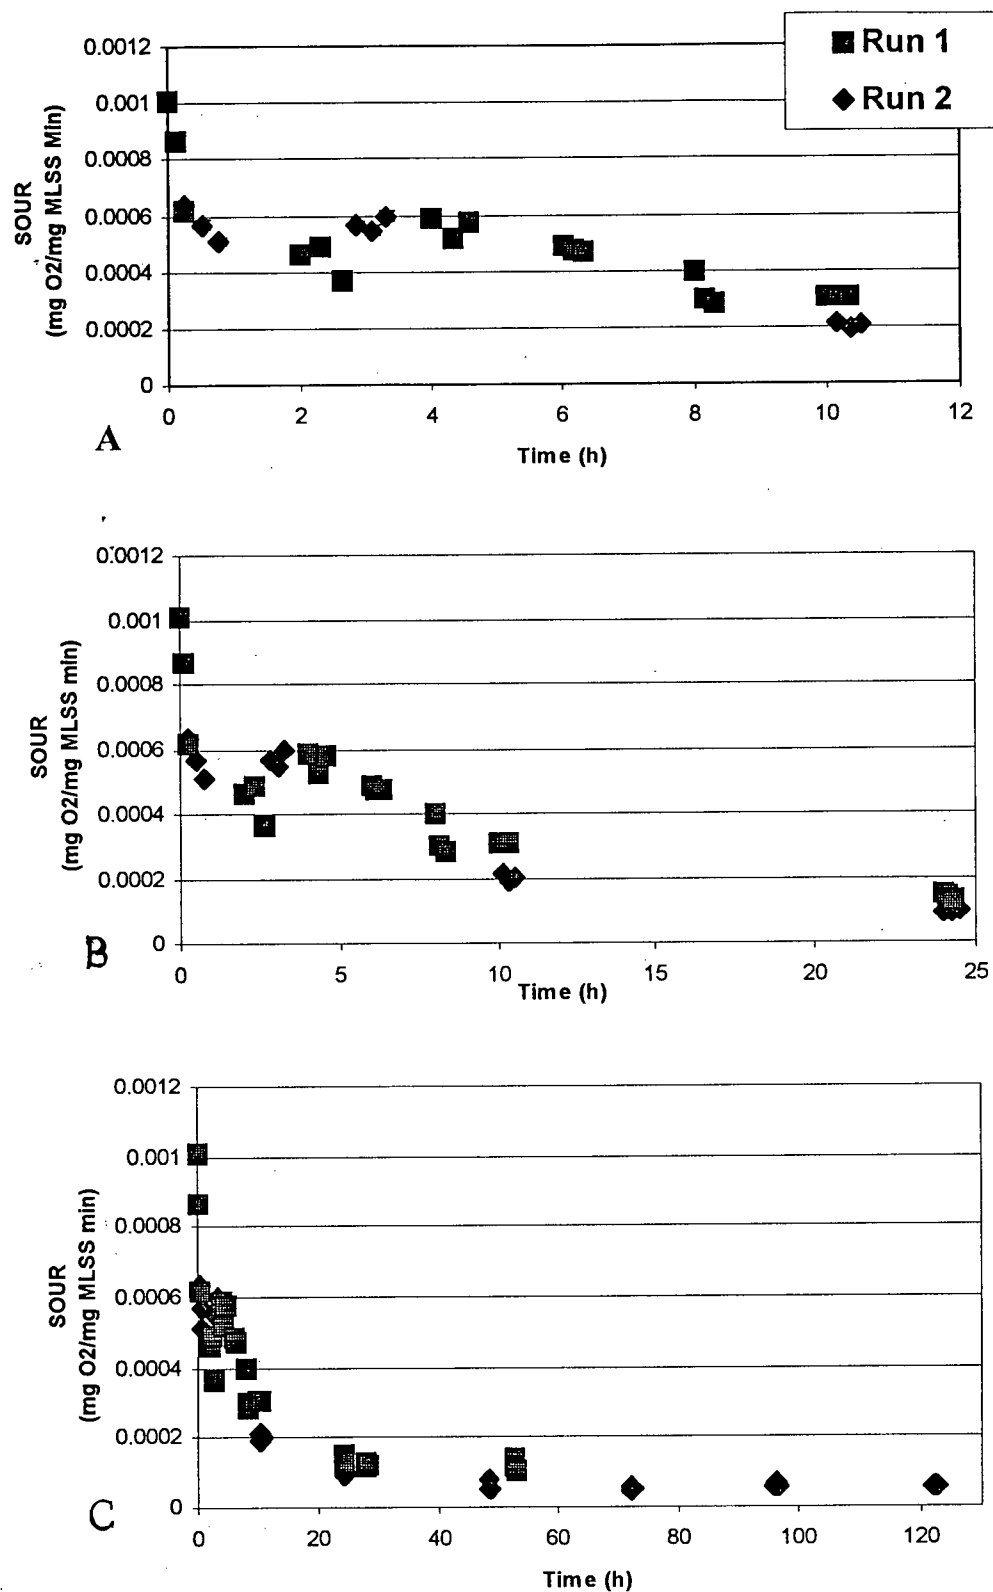 Run 1
Run 2
0.0012
0.001
0.0008
0.0006
0.0004
0.0002
0
SOUR
(mg O2/mg MLSS Min)
0 2 4 6 8 10 12
A
Time (h)
0.0012
0.001
0.0008
0.0006
0.0004
0.0002
0
SOUR
(mg O2/mg MLSS min)
B
0 5 10 15 20 25
Time (h)
0.0012
0.001
0.0008
0.0006
0.0004
0.0002
0
SOUR
(mg O2/mg MLSS min)
C
0 20 40 60 80 100 120
Time (h)